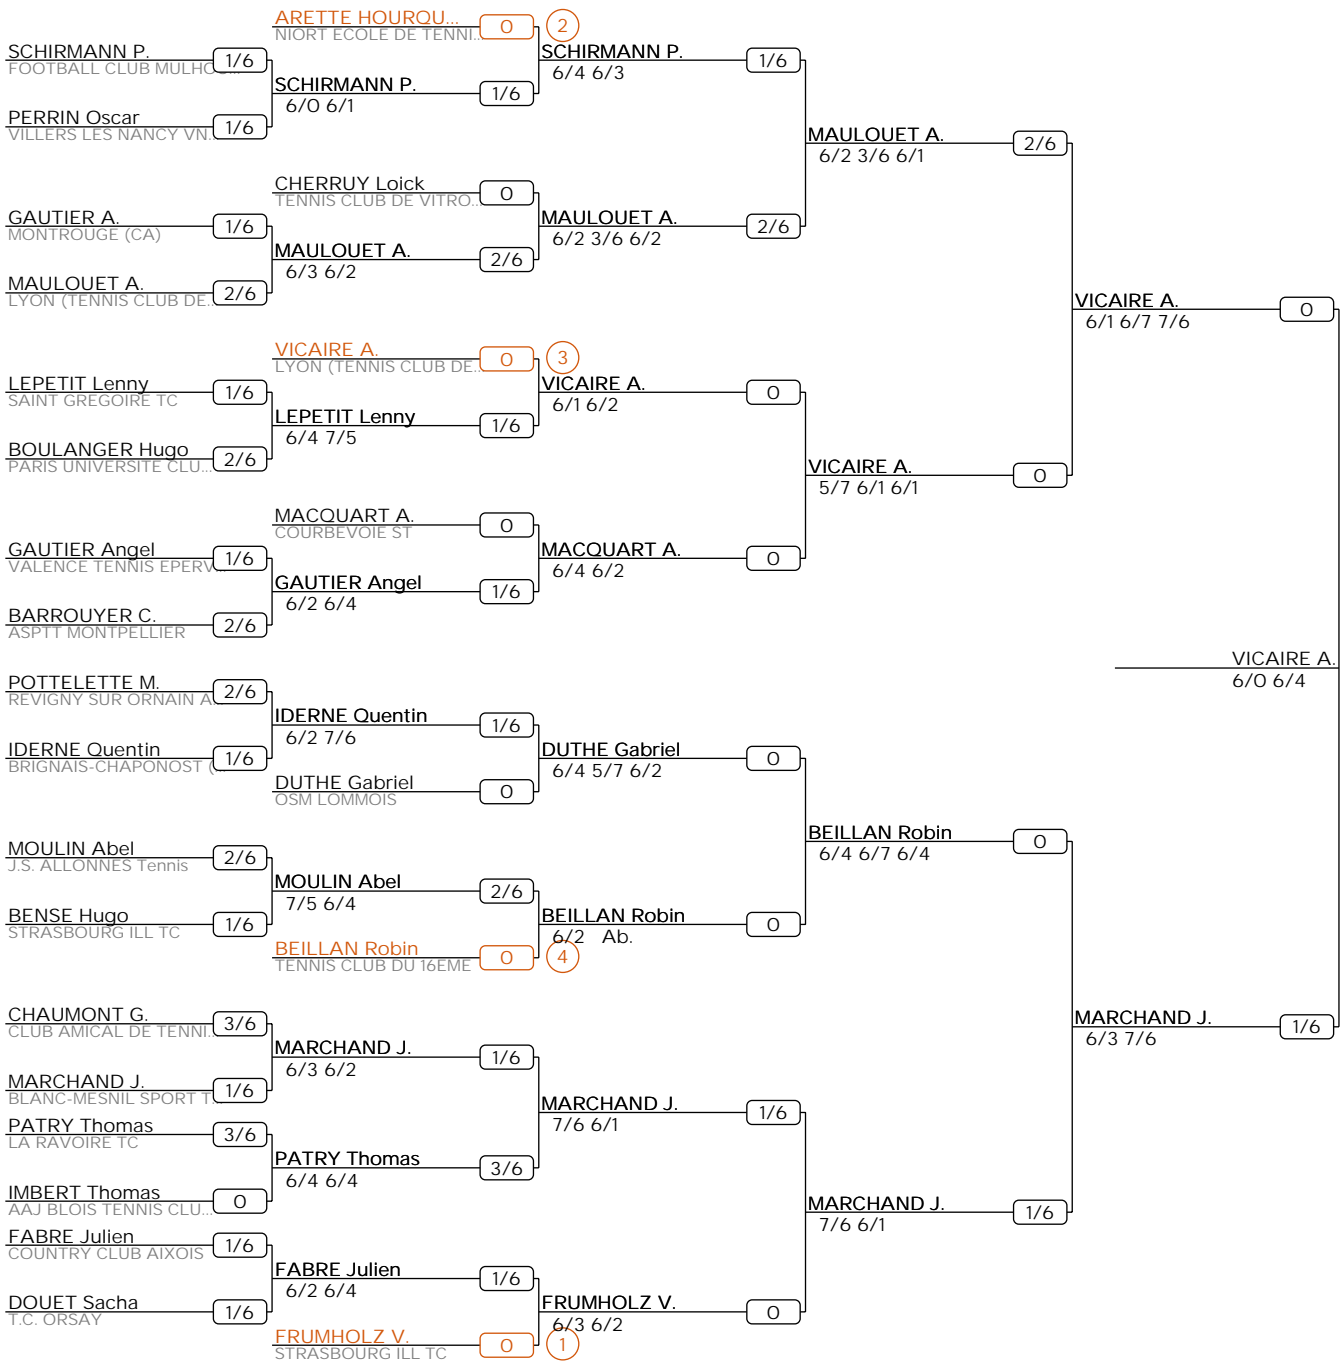 ARETTE HOURQU...
0
2
NIORT ECOLE DE TENNI...
SCHIRMANN P.
1/6
FOOTBALL CLUB MULHO...
SCHIRMANN P.
6/4 6/3
1/6
SCHIRMANN P.
6/0 6/1
1/6
PERRIN Oscar
1/6
VILLERS LES NANCY VN...
MAULOUET A.
6/2 3/6 6/1
2/6
CHERRUY Loick
0
TENNIS CLUB DE VITRO...
GAUTIER A.
1/6
MONTROUGE (CA)
MAULOUET A.
6/2 3/6 6/2
2/6
MAULOUET A.
6/3 6/2
2/6
MAULOUET A.
2/6
LYON (TENNIS CLUB DE...
VICAIRE A.
6/1 6/7 7/6
0
VICAIRE A.
0
3
LYON (TENNIS CLUB DE...
LEPETIT Lenny
1/6
SAINT GREGOIRE TC
VICAIRE A.
6/1 6/2
0
LEPETIT Lenny
6/4 7/5
1/6
BOULANGER Hugo
2/6
PARIS UNIVERSITE CLU...
VICAIRE A.
5/7 6/1 6/1
0
MACQUART A.
0
COURBEVOIE ST
GAUTIER Angel
1/6
VALENCE TENNIS EPERV...
MACQUART A.
6/4 6/2
0
GAUTIER Angel
6/2 6/4
1/6
BARROUYER C.
2/6
ASPTT MONTPELLIER
VICAIRE A.
6/0 6/4
POTTELETTE M.
2/6
REVIGNY SUR ORNAIN A...
IDERNE Quentin
6/2 7/6
1/6
IDERNE Quentin
1/6
BRIGNAIS-CHAPONOST (...
DUTHE Gabriel
6/4 5/7 6/2
0
DUTHE Gabriel
0
OSM LOMMOIS
BEILLAN Robin
6/4 6/7 6/4
0
MOULIN Abel
2/6
J.S. ALLONNES Tennis
MOULIN Abel
7/5 6/4
2/6
BENSE Hugo
1/6
STRASBOURG ILL TC
BEILLAN Robin
6/2 Ab.
0
BEILLAN Robin
0
4
TENNIS CLUB DU 16EME
CHAUMONT G.
3/6
CLUB AMICAL DE TENNI...
MARCHAND J.
6/3 7/6
1/6
MARCHAND J.
6/3 6/2
1/6
MARCHAND J.
1/6
BLANC-MESNIL SPORT T...
MARCHAND J.
7/6 6/1
1/6
PATRY Thomas
3/6
LA RAVOIRE TC
PATRY Thomas
6/4 6/4
3/6
IMBERT Thomas
0
AAJ BLOIS TENNIS CLU...
MARCHAND J.
7/6 6/1
1/6
FABRE Julien
1/6
COUNTRY CLUB AIXOIS
FABRE Julien
6/2 6/4
1/6
DOUET Sacha
1/6
T.C. ORSAY
FRUMHOLZ V.
6/3 6/2
0
FRUMHOLZ V.
0
1
STRASBOURG ILL TC